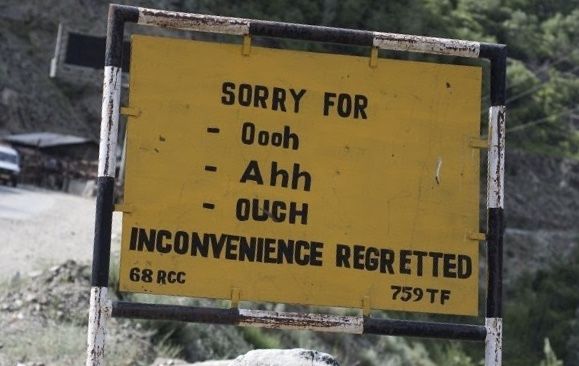 SORRY FOR
- Oooh
- Ahh
- OUCH
INCONVENIENCE REGRETTED
68 RCC
759 TF